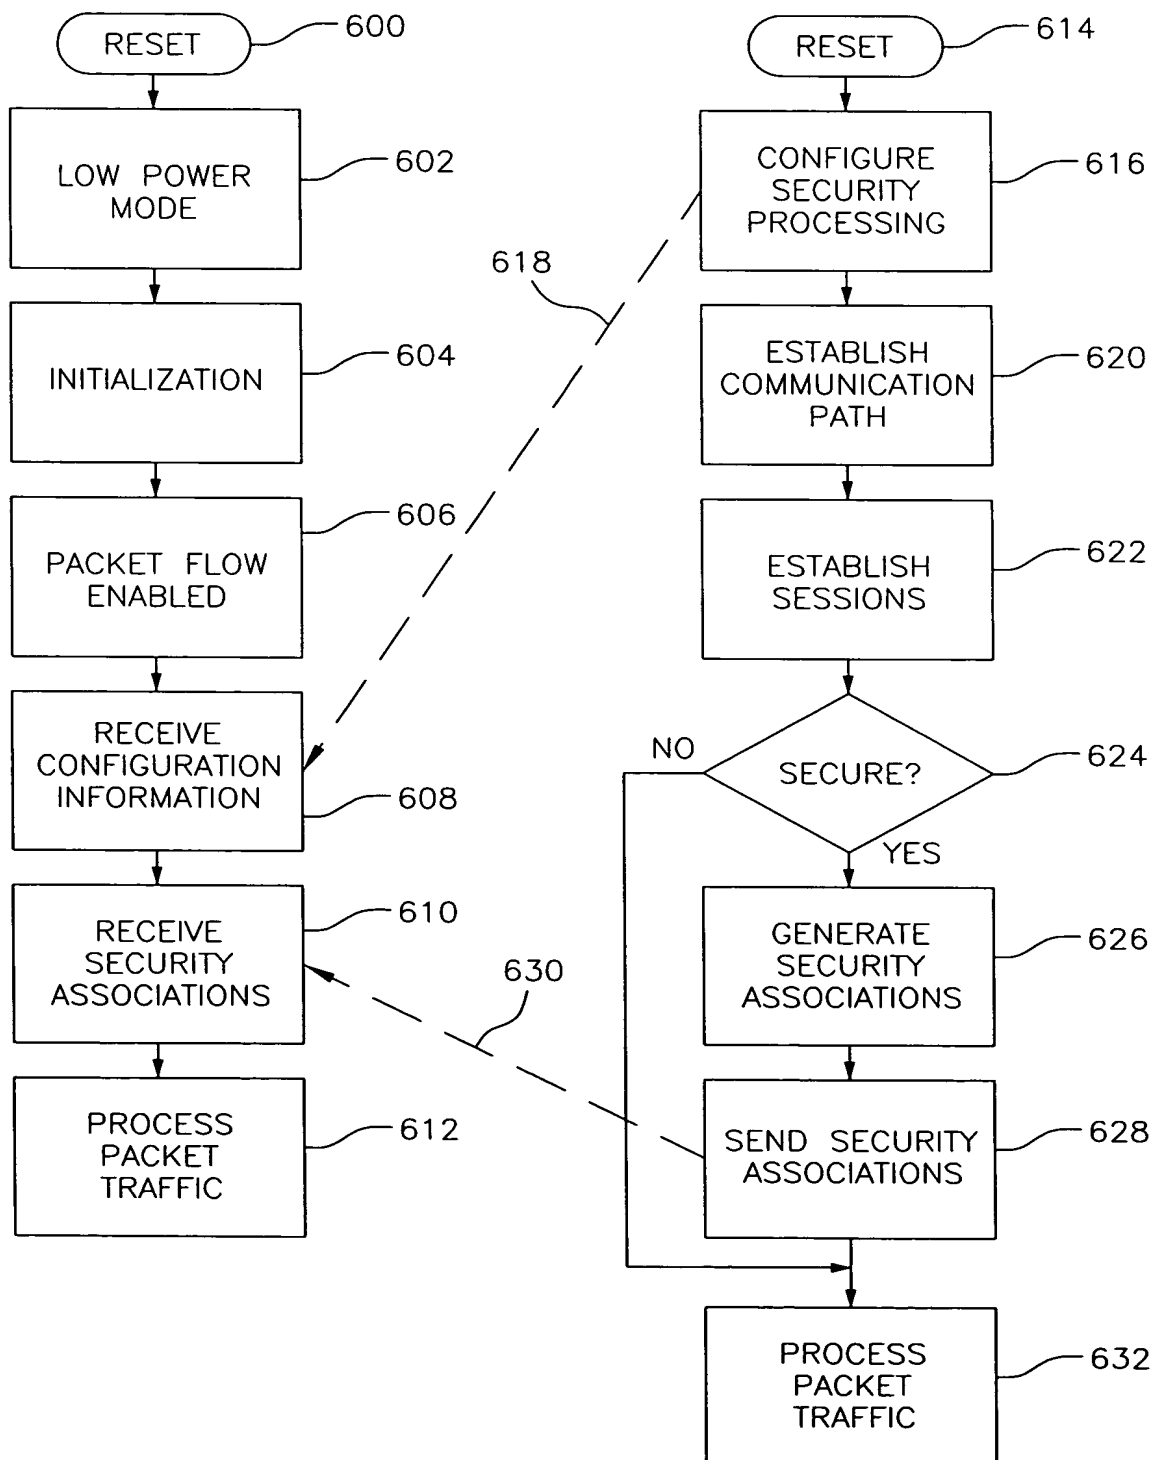 RESET
600
LOW POWER
MODE
602
INITIALIZATION
604
PACKET FLOW
ENABLED
606
RECEIVE
CONFIGURATION
INFORMATION
608
RECEIVE
SECURITY
ASSOCIATIONS
610
PROCESS
PACKET
TRAFFIC
612
618
630
RESET
614
CONFIGURE
SECURITY
PROCESSING
616
ESTABLISH
COMMUNICATION
PATH
620
ESTABLISH
SESSIONS
622
NO
SECURE?
624
YES
GENERATE
SECURITY
ASSOCIATIONS
626
SEND SECURITY
ASSOCIATIONS
628
PROCESS
PACKET
TRAFFIC
632